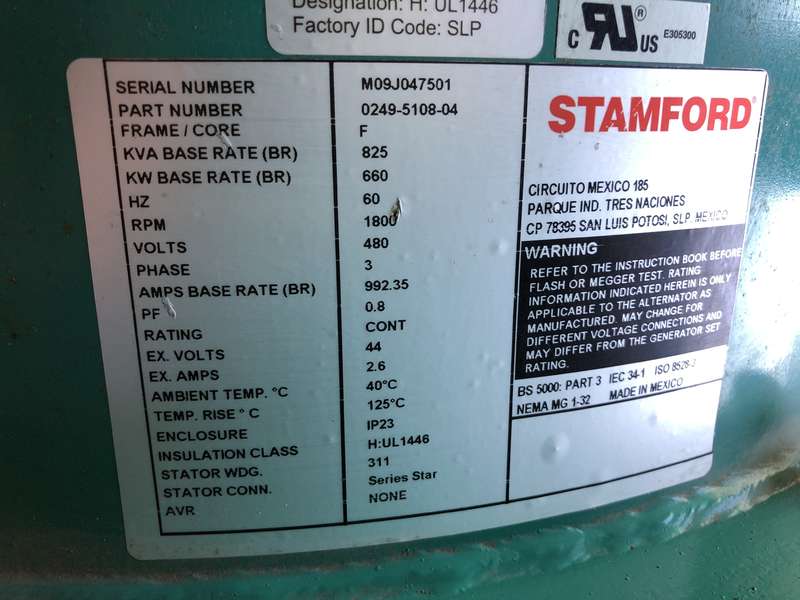 Designation: H: UL1446
Factory ID Code: SLP
c RU® US E305300
SERIAL NUMBER M09J047501
PART NUMBER 0249-5108-04
FRAME / CORE F
KVA BASE RATE (BR) 825
KW BASE RATE (BR) 660
HZ 60
RPM 1800
VOLTS 480
PHASE 3
AMPS BASE RATE (BR) 992.35
PF 0.8
RATING CONT
EX. VOLTS 44
EX. AMPS 2.6
AMBIENT TEMP. °C 40°C
TEMP. RISE ° C 125°C
ENCLOSURE IP23
INSULATION CLASS H:UL1446
STATOR WDG. 311
STATOR CONN. Series Star
AVR NONE
STAMFORD®
CIRCUITO MEXICO 185
PARQUE IND. TRES NACIONES
CP 78395 SAN LUIS POTOSI, SLP. MEXICO
WARNING
REFER TO THE INSTRUCTION BOOK BEFORE
FLASH OR MEGGER TEST. RATING
INFORMATION INDICATED HEREIN IS ONLY
APPLICABLE TO THE ALTERNATOR AS
MANUFACTURED. MAY CHANGE FOR
DIFFERENT VOLTAGE CONNECTIONS AND
MAY DIFFER FROM THE GENERATOR SET
RATING.
BS 5000: PART 3 IEC 34-1 ISO 8528-3
NEMA MG 1-32 MADE IN MEXICO